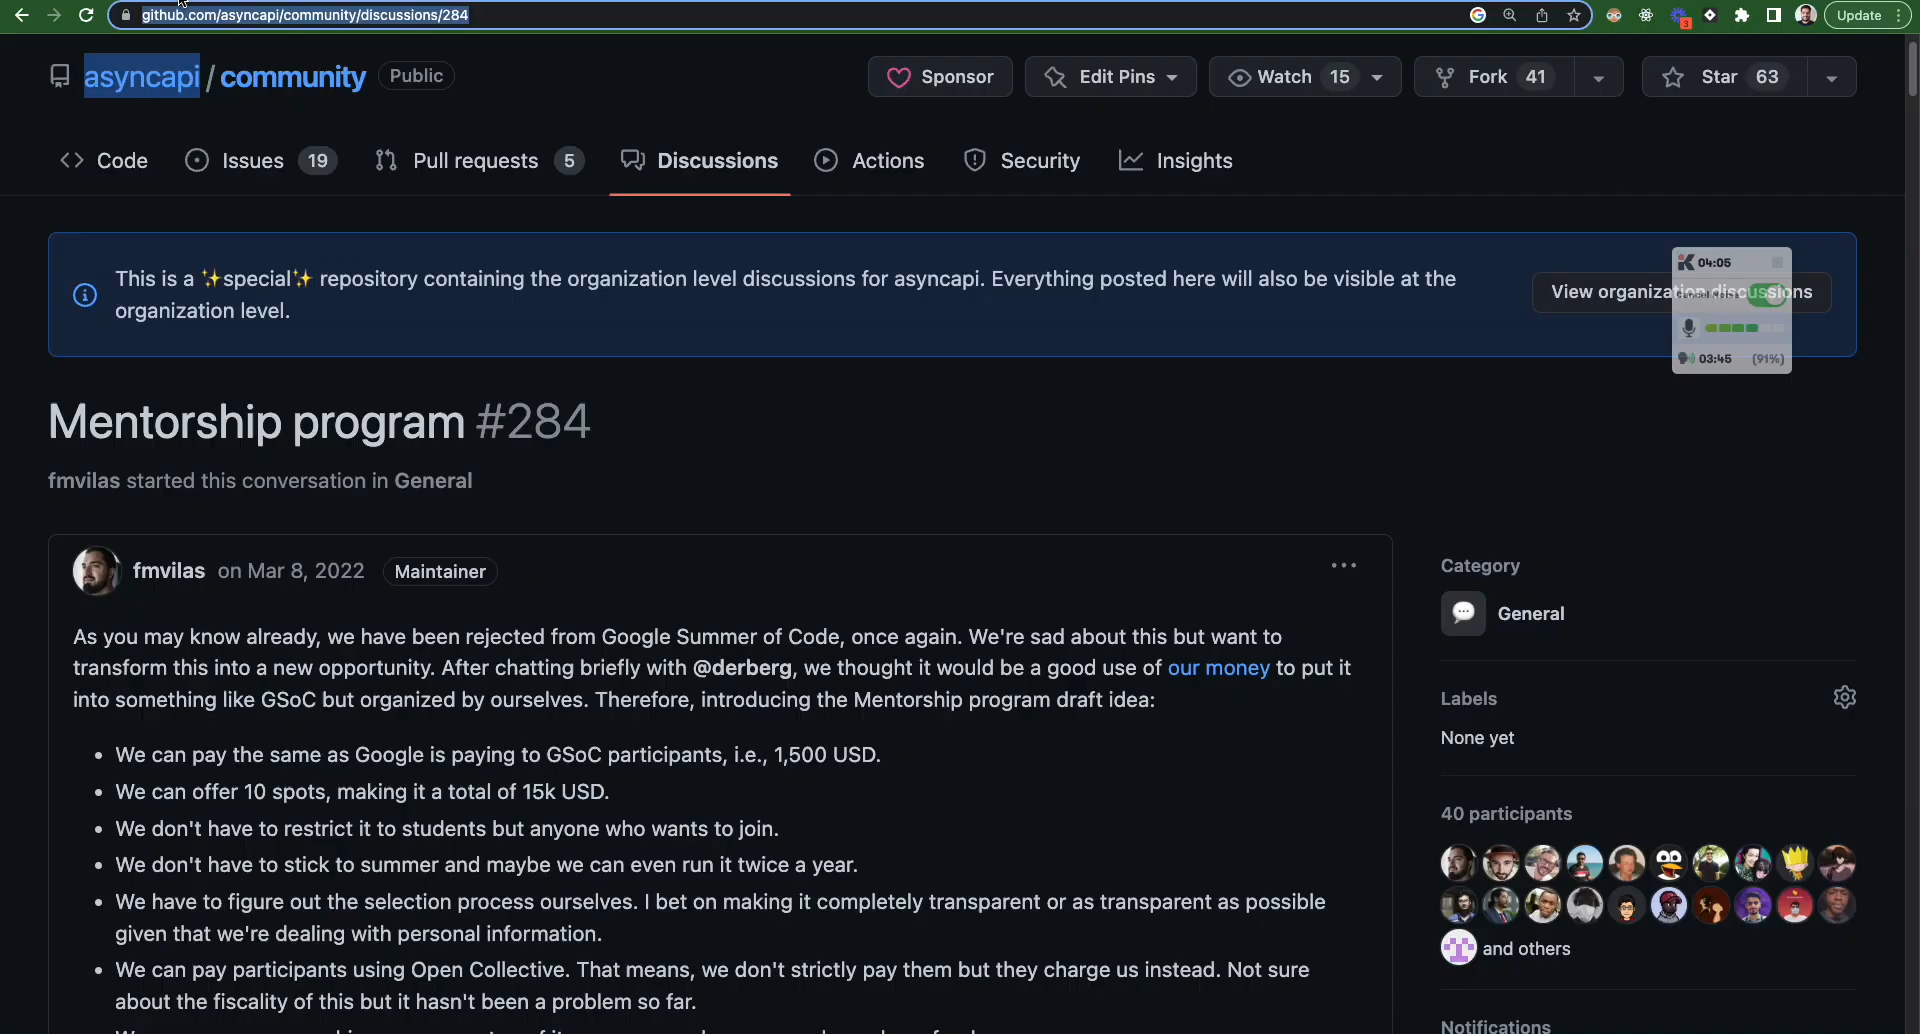 github.com/asyncapi/community/discussions/284
3
Update
asyncapi / community Public
Sponsor Edit Pins Watch 15 Fork 41 Star 63
Code Issues 19 Pull requests 5 Discussions Actions Security Insights
This is a ✨special✨ repository containing the organization level discussions for asyncapi. Everything posted here will also be visible at the
organization level.
View organization discussions
04:05
03:45 (91%)
Mentorship program #284
fmvilas started this conversation in General
fmvilas on Mar 8, 2022 Maintainer
As you may know already, we have been rejected from Google Summer of Code, once again. We're sad about this but want to
transform this into a new opportunity. After chatting briefly with @derberg, we thought it would be a good use of our money to put it
into something like GSoC but organized by ourselves. Therefore, introducing the Mentorship program draft idea:
• We can pay the same as Google is paying to GSoC participants, i.e., 1,500 USD.
• We can offer 10 spots, making it a total of 15k USD.
• We don't have to restrict it to students but anyone who wants to join.
• We don't have to stick to summer and maybe we can even run it twice a year.
• We have to figure out the selection process ourselves. I bet on making it completely transparent or as transparent as possible
given that we're dealing with personal information.
• We can pay participants using Open Collective. That means, we don't strictly pay them but they charge us instead. Not sure
about the fiscality of this but it hasn't been a problem so far.
Category
General
Labels
None yet
40 participants
and others
Notifications